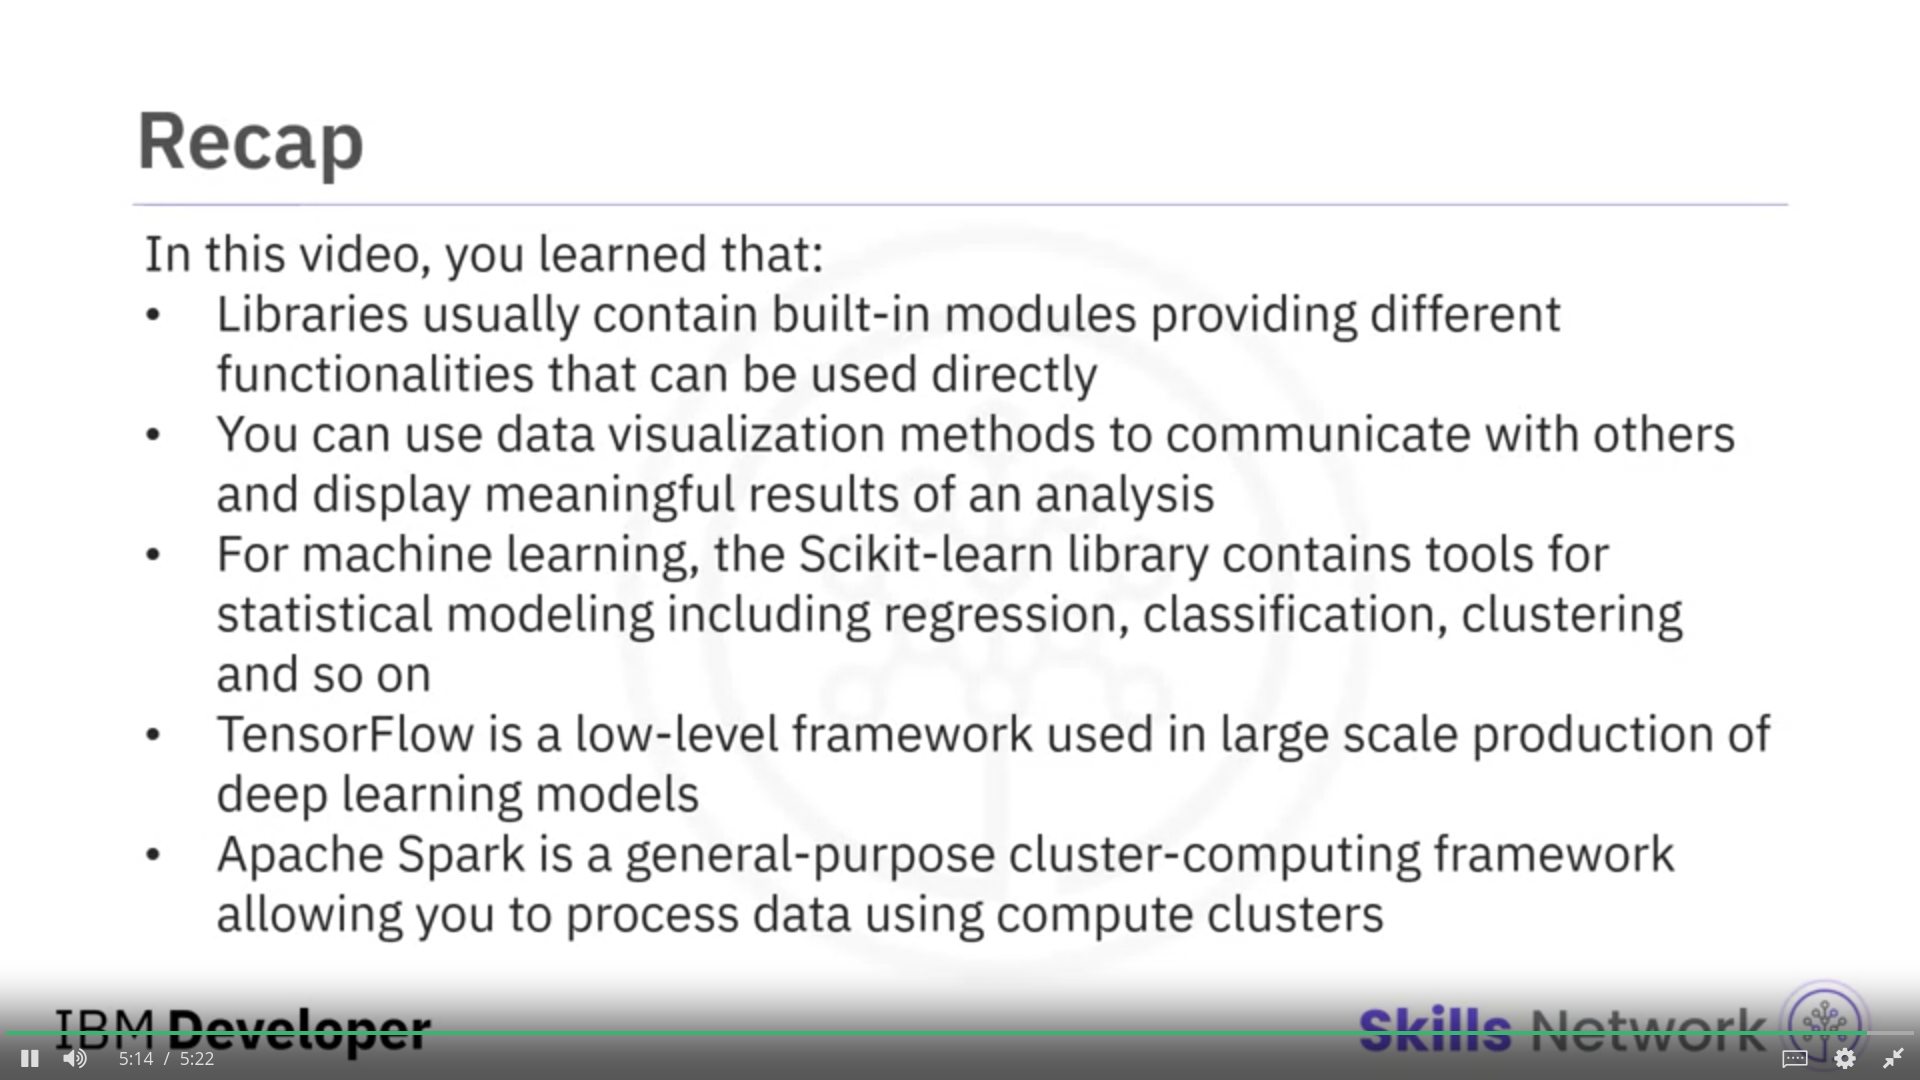 Recap
In this video, you learned that:
• Libraries usually contain built-in modules providing different
functionalities that can be used directly
• You can use data visualization methods to communicate with others
and display meaningful results of an analysis
• For machine learning, the Scikit-learn library contains tools for
statistical modeling including regression, classification, clustering
and so on
• TensorFlow is a low-level framework used in large scale production of
deep learning models
• Apache Spark is a general-purpose cluster-computing framework
allowing you to process data using compute clusters
IBM Developer
Skills Network
5:14 / 5:22